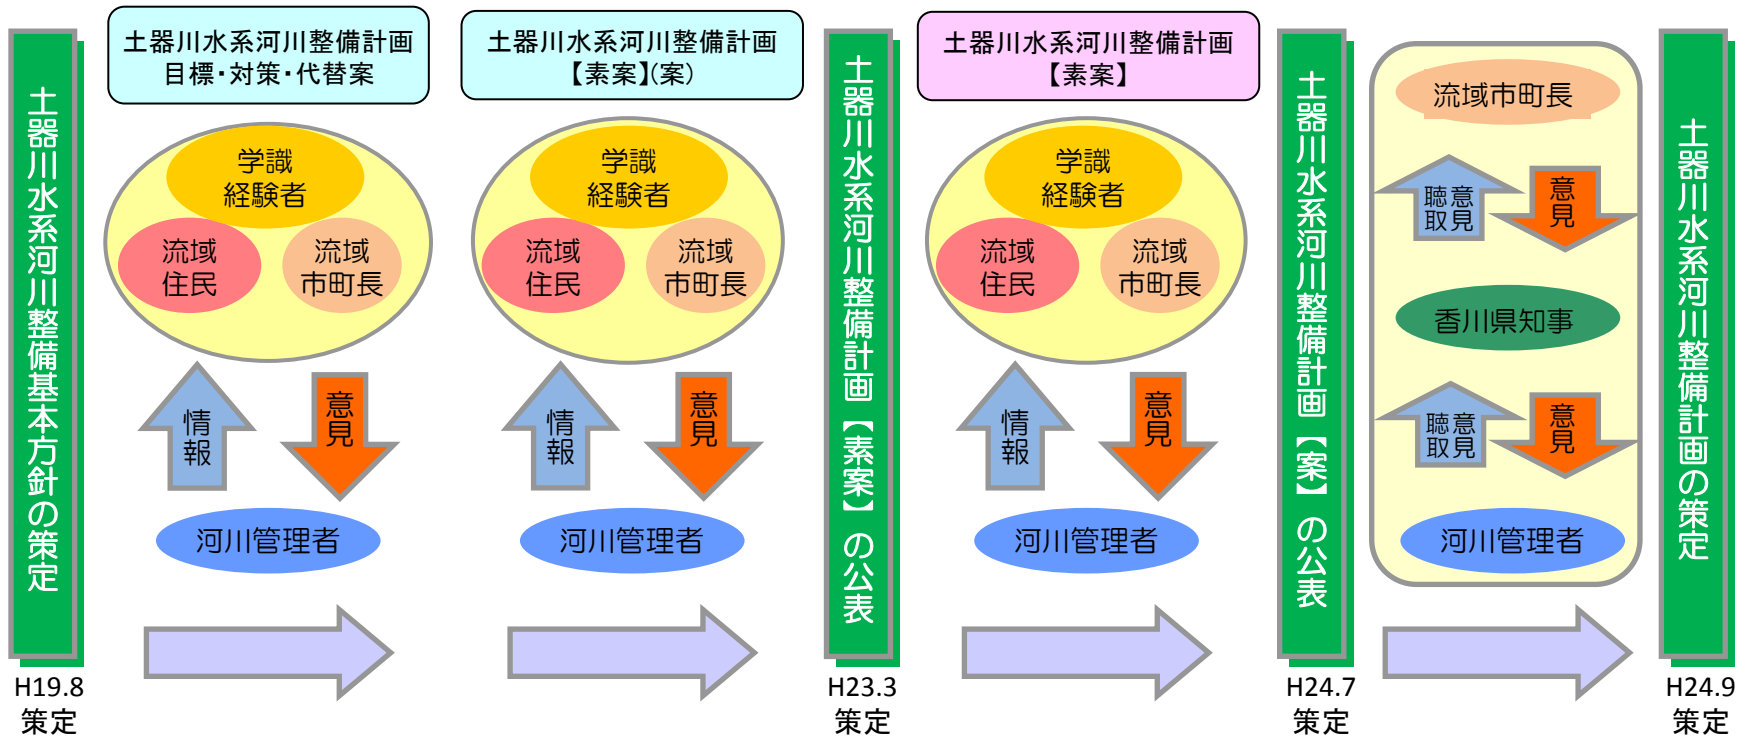 土器川水系河川整備基本方針の策定
H19.8
策定
土器川水系河川整備計画
目標・対策・代替案
学識
経験者
流域
住民
流域
市町長
情報
意見
河川管理者
土器川水系河川整備計画
【素案】(案)
学識
経験者
流域
住民
流域
市町長
情報
意見
河川管理者
土器川水系河川整備計画【素案】の公表
H23.3
策定
土器川水系河川整備計画
【素案】
学識
経験者
流域
住民
流域
市町長
情報
意見
河川管理者
土器川水系河川整備計画【案】の公表
H24.7
策定
流域市町長
意見
聴取
意見
香川県知事
意見
聴取
意見
河川管理者
土器川水系河川整備計画の策定
H24.9
策定